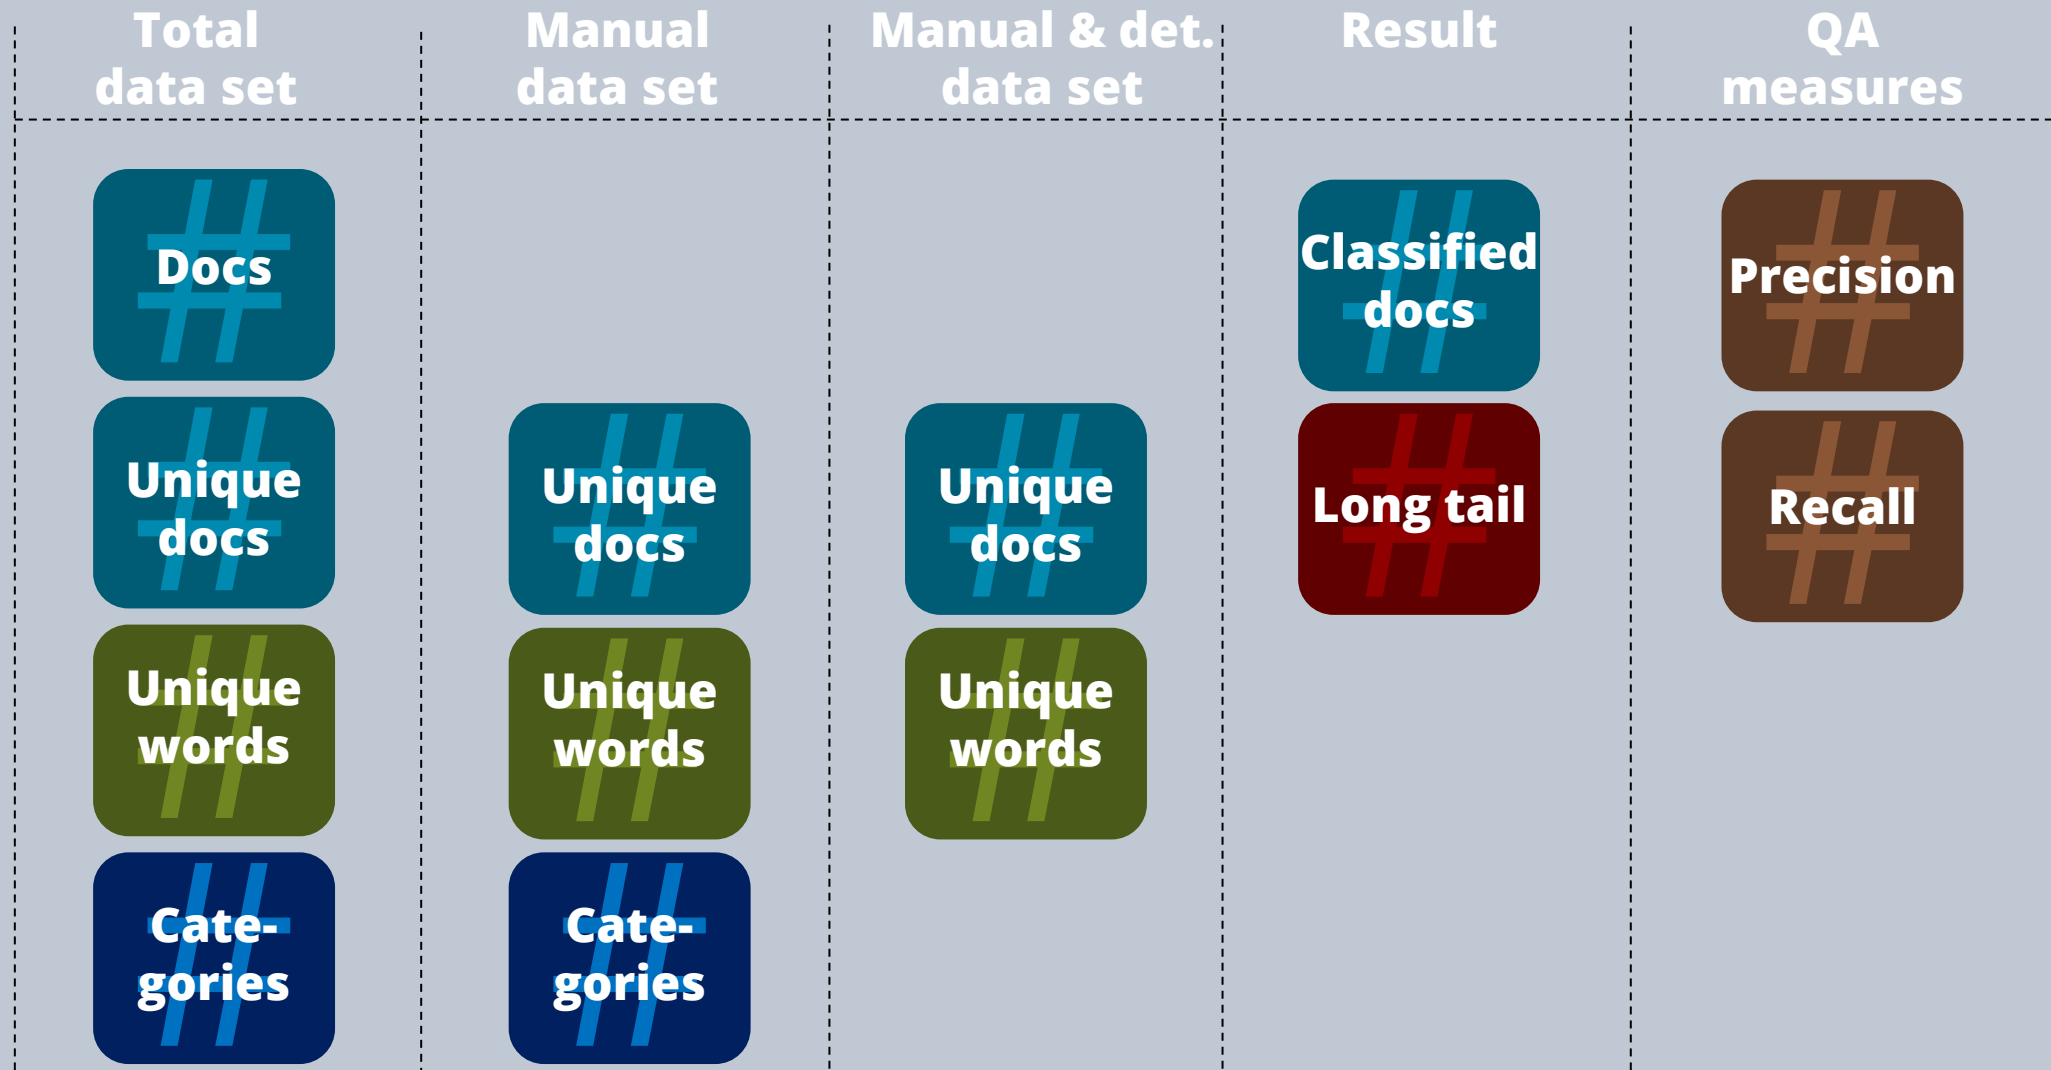 Total
data set
Manual
data set
Manual & det.
data set
Result
QA
measures
#
Docs
#
Unique
docs
#
Unique
words
#
Cate-
gories
#
Unique
docs
#
Unique
words
#
Cate-
gories
#
Unique
docs
#
Unique
words
#
Classified
docs
#
Long tail
#
Precision
#
Recall